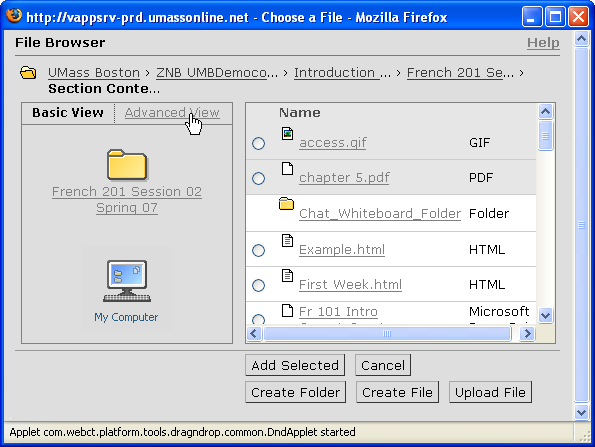 http://vappsrv-prd.umassonline.net - Choose a File - Mozilla Firefox
File Browser
Help
UMass Boston › ZNB UMBDemoco... › Introduction ... › French 201 Se... ›
Section Conte...
Basic View
Advanced View
French 201 Session 02
Spring 07
My Computer
Name
access.gif GIF
chapter 5.pdf PDF
Chat_Whiteboard_Folder Folder
Example.html HTML
First Week.html HTML
Fr 101 Intro Microsoft
Add Selected
Cancel
Create Folder
Create File
Upload File
Applet com.webct.platform.tools.dragndrop.common.DndApplet started